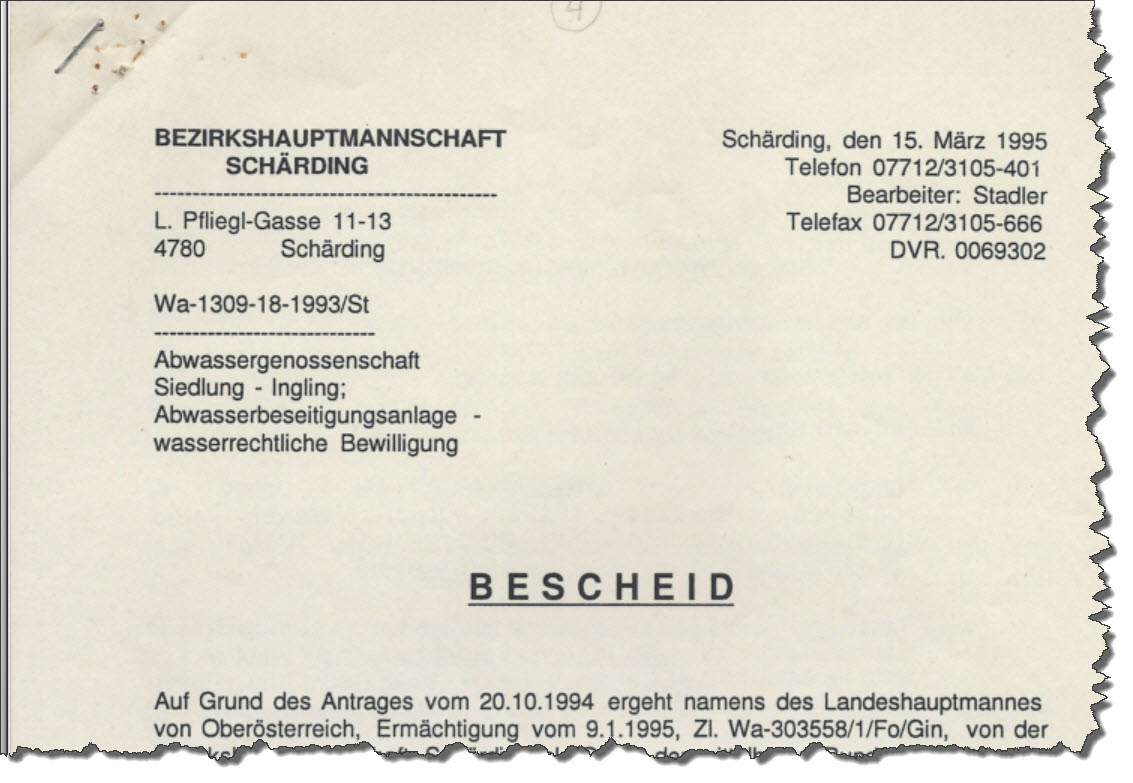 4
BEZIRKSHAUPTMANNSCHAFT
SCHÄRDING
-----------------------------------------------
L. Pfliegl-Gasse 11-13
4780 Schärding
Wa-1309-18-1993/St
------------------------------
Abwassergenossenschaft
Siedlung - Ingling;
Abwasserbeseitigungsanlage -
wasserrechtliche Bewilligung
Schärding, den 15. März 1995
Telefon 07712/3105-401
Bearbeiter: Stadler
Telefax 07712/3105-666
DVR. 0069302
BESCHEID
Auf Grund des Antrages vom 20.10.1994 ergeht namens des Landeshauptmannes
von Oberösterreich, Ermächtigung vom 9.1.1995, Zl. Wa-303558/1/Fo/Gin, von der